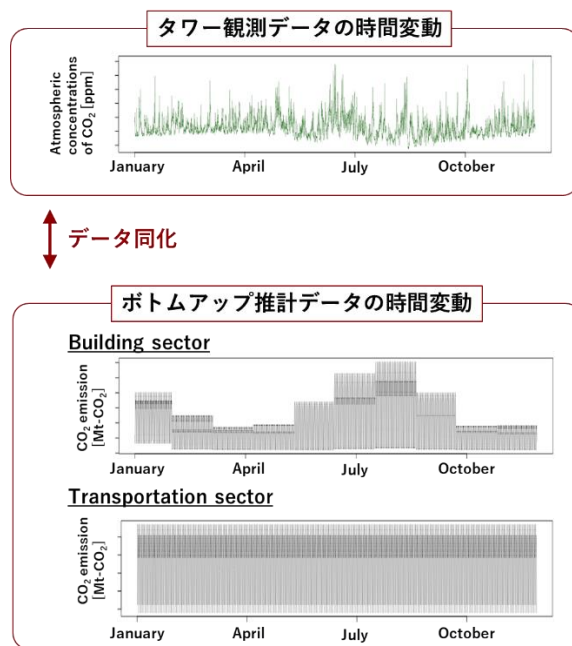 タワー観測データの時間変動
Atmospheric
concentrations
of CO₂ [ppm]
January
April
July
October
データ同化
ボトムアップ推計データの時間変動
Building sector
CO₂ emission
[Mt-CO₂]
January
April
July
October
Transportation sector
CO₂ emission
[Mt-CO₂]
January
April
July
October